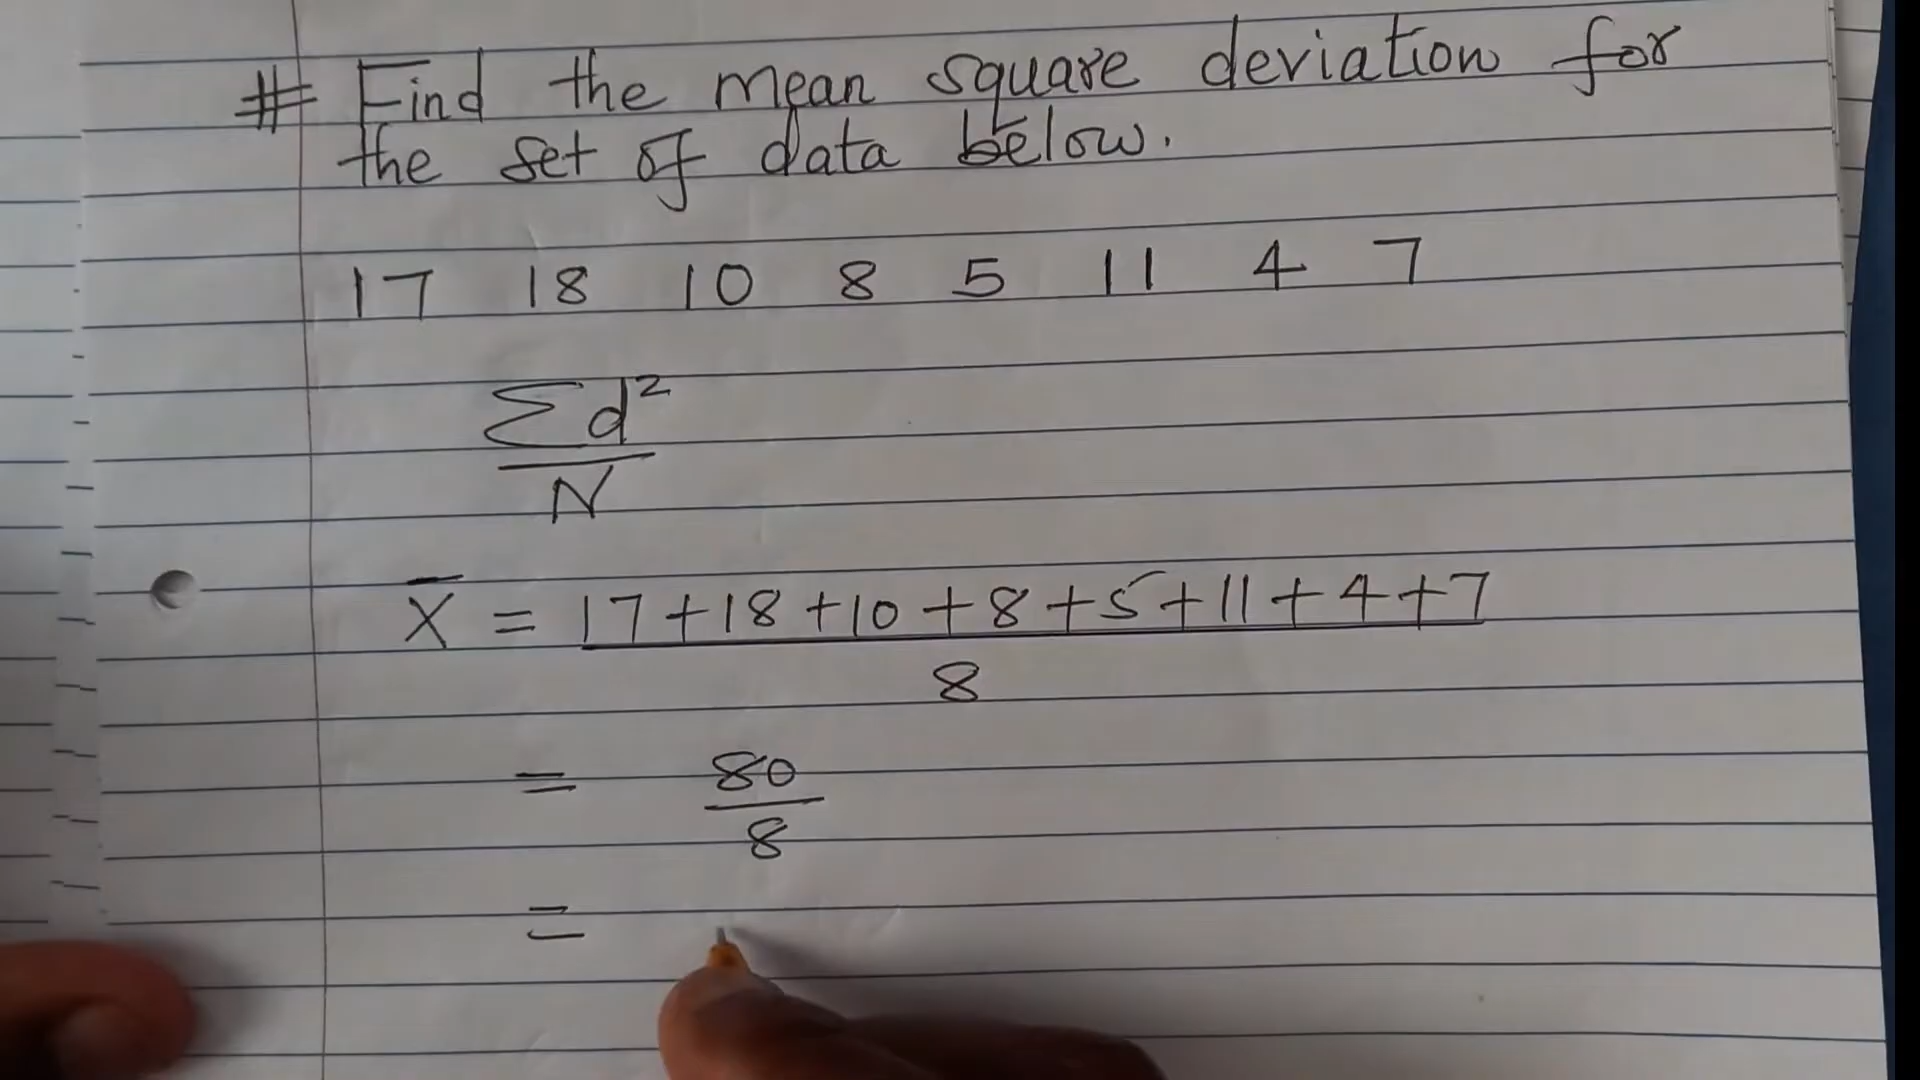 # Find the mean square deviation for
the set of data below.
17 18 10 8 5 11 4 7
Σd²
N
X̄ = 17+18+10+8+5+11+4+7
8
= 80
8
=